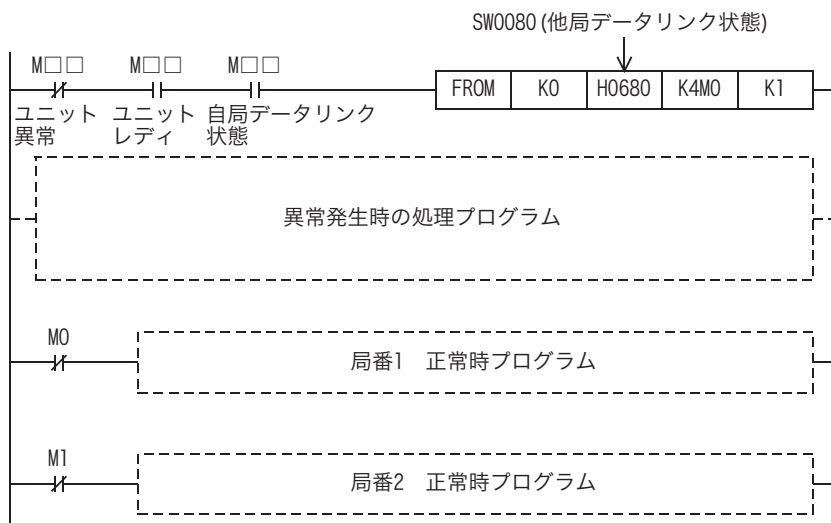 SW0080 (他局データリンク状態)
M□□ M□□ M□□
FROM K0 H0680 K4M0 K1
ユニット異常 ユニットレディ 自局データリンク状態
異常発生時の処理プログラム
M0
局番1 正常時プログラム
M1
局番2 正常時プログラム